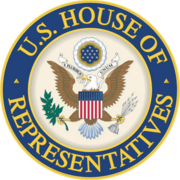 U.S. HOUSE OF
REPRESENTATIVES